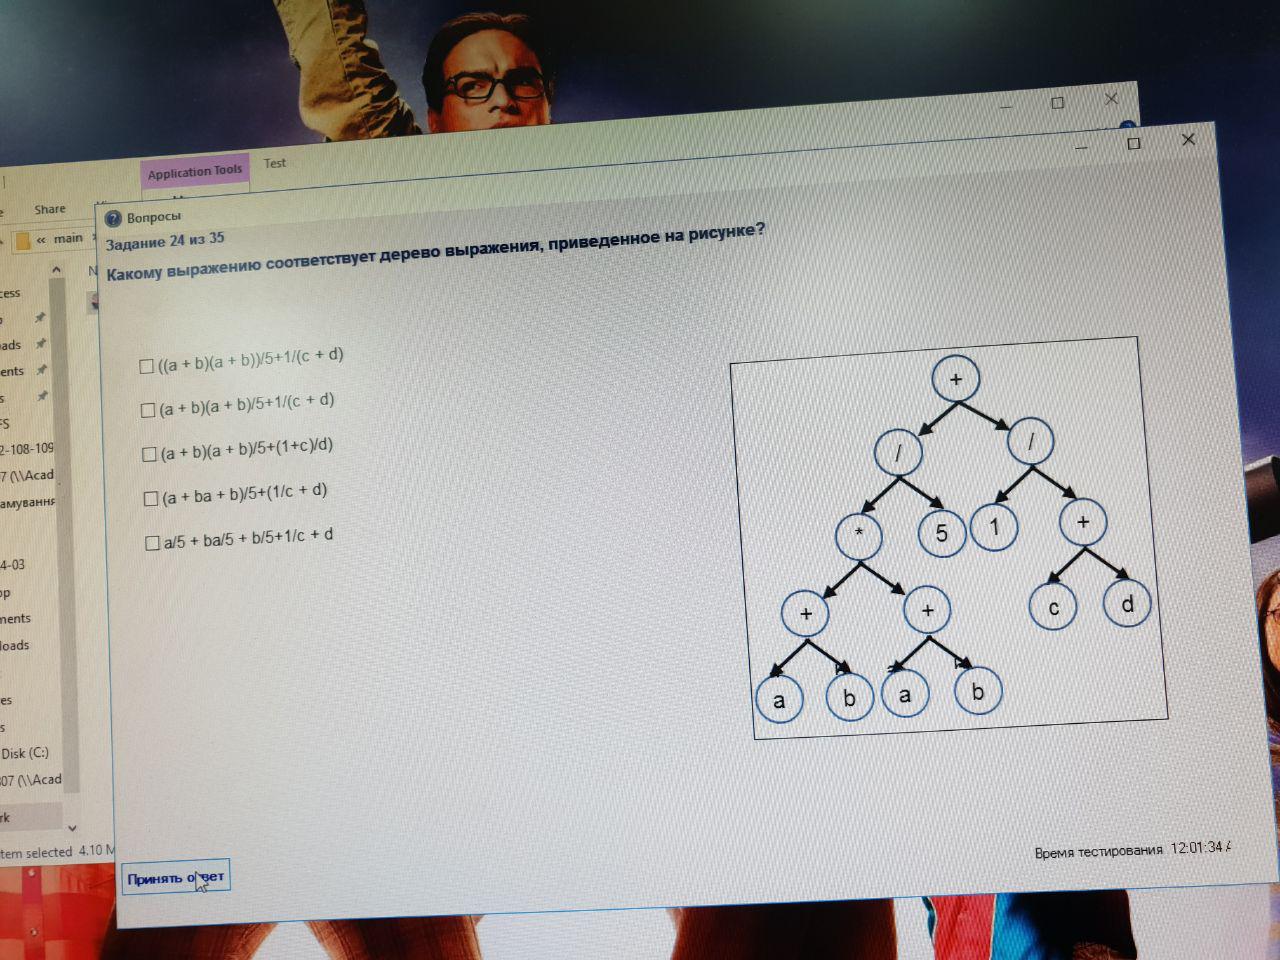 Application Tools
Test
Share
« main
Вопросы
Задание 24 из 35
Какому выражению соответствует дерево выражения, приведенное на рисунке?
((a + b)(a + b))/5+1/(c + d)
(a + b)(a + b)/5+1/(c + d)
(a + b)(a + b)/5+(1+c)/d)
(a + ba + b)/5+(1/c + d)
a/5 + ba/5 + b/5+1/c + d
+
/ /
* 5 1 +
+ + c d
a b a b
cess
ads
ents
s
FS
2-108-109
7 (\\Acad
амування
4-03
op
ments
loads
es
s
Disk (C:)
807 (\\Acad
rk
tem selected 4.10 M
Принять ответ
Время тестирования 12:01:34